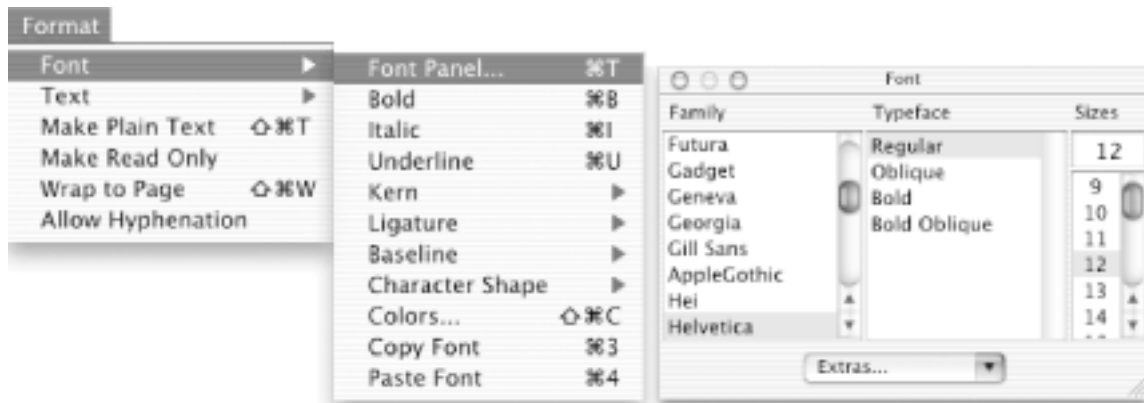 Format
Font
Text
Make Plain Text ⇧⌘T
Make Read Only
Wrap to Page ⇧⌘W
Allow Hyphenation
Font Panel... ⌘T
Bold ⌘B
Italic ⌘I
Underline ⌘U
Kern
Ligature
Baseline
Character Shape
Colors... ⇧⌘C
Copy Font ⌘3
Paste Font ⌘4
Font
Family Typeface Sizes
Futura
Gadget
Geneva
Georgia
Gill Sans
AppleGothic
Hei
Helvetica
Regular
Oblique
Bold
Bold Oblique
12
9
10
11
12
13
14
Extras...